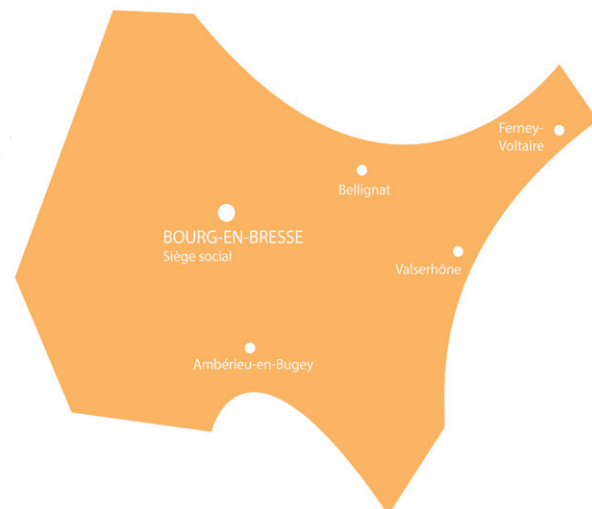 Ferney-
Voltaire
Bellignat
BOURG-EN-BRESSE
Siège social
Valserhône
Ambérieu-en-Bugey